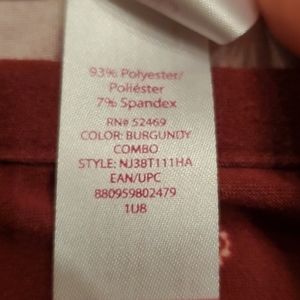 93% Polyester/
Poliéster
7% Spandex
RN# 52469
COLOR: BURGUNDY
COMBO
STYLE: NJ38T111HA
EAN/UPC
880959802479
1U8